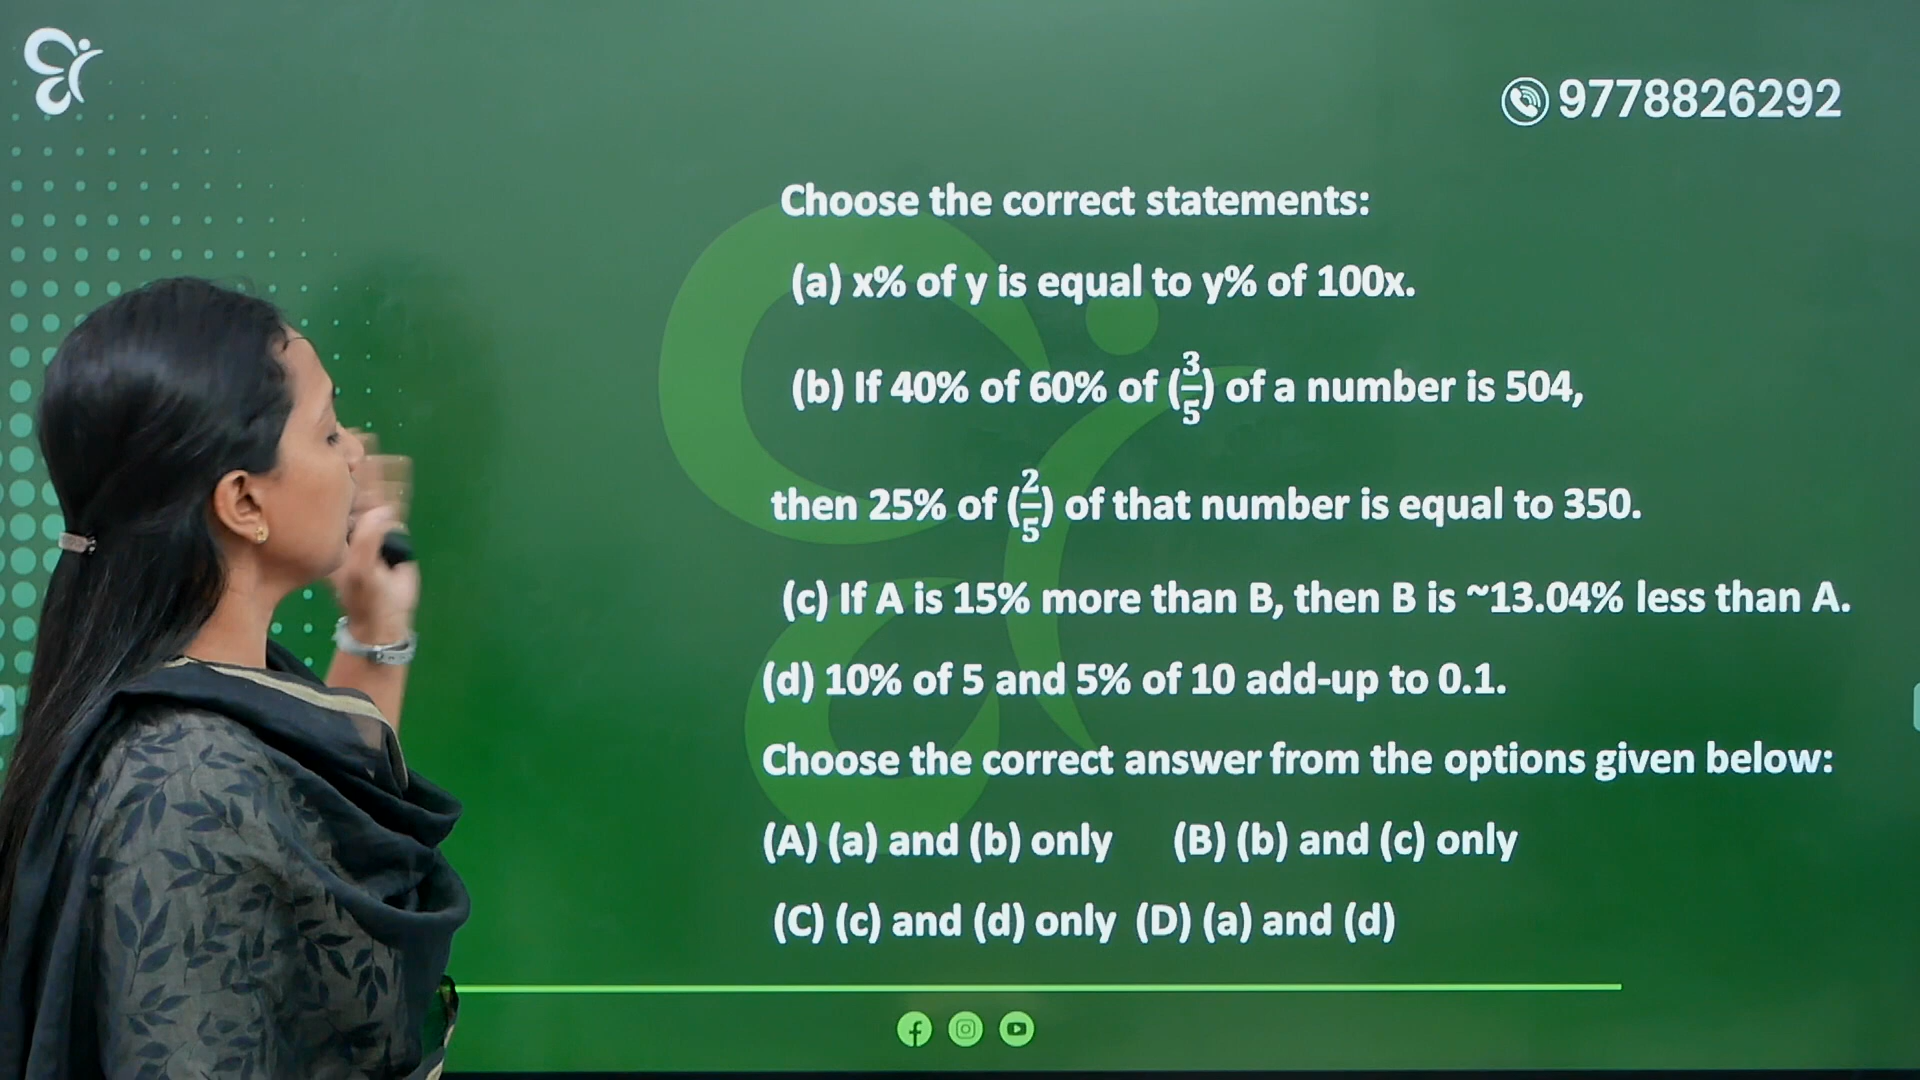 9778826292
Choose the correct statements:
(a) x% of y is equal to y% of 100x.
(b) If 40% of 60% of (3/5) of a number is 504,
then 25% of (2/5) of that number is equal to 350.
(c) If A is 15% more than B, then B is ~13.04% less than A.
(d) 10% of 5 and 5% of 10 add-up to 0.1.
Choose the correct answer from the options given below:
(A) (a) and (b) only (B) (b) and (c) only
(C) (c) and (d) only (D) (a) and (d)